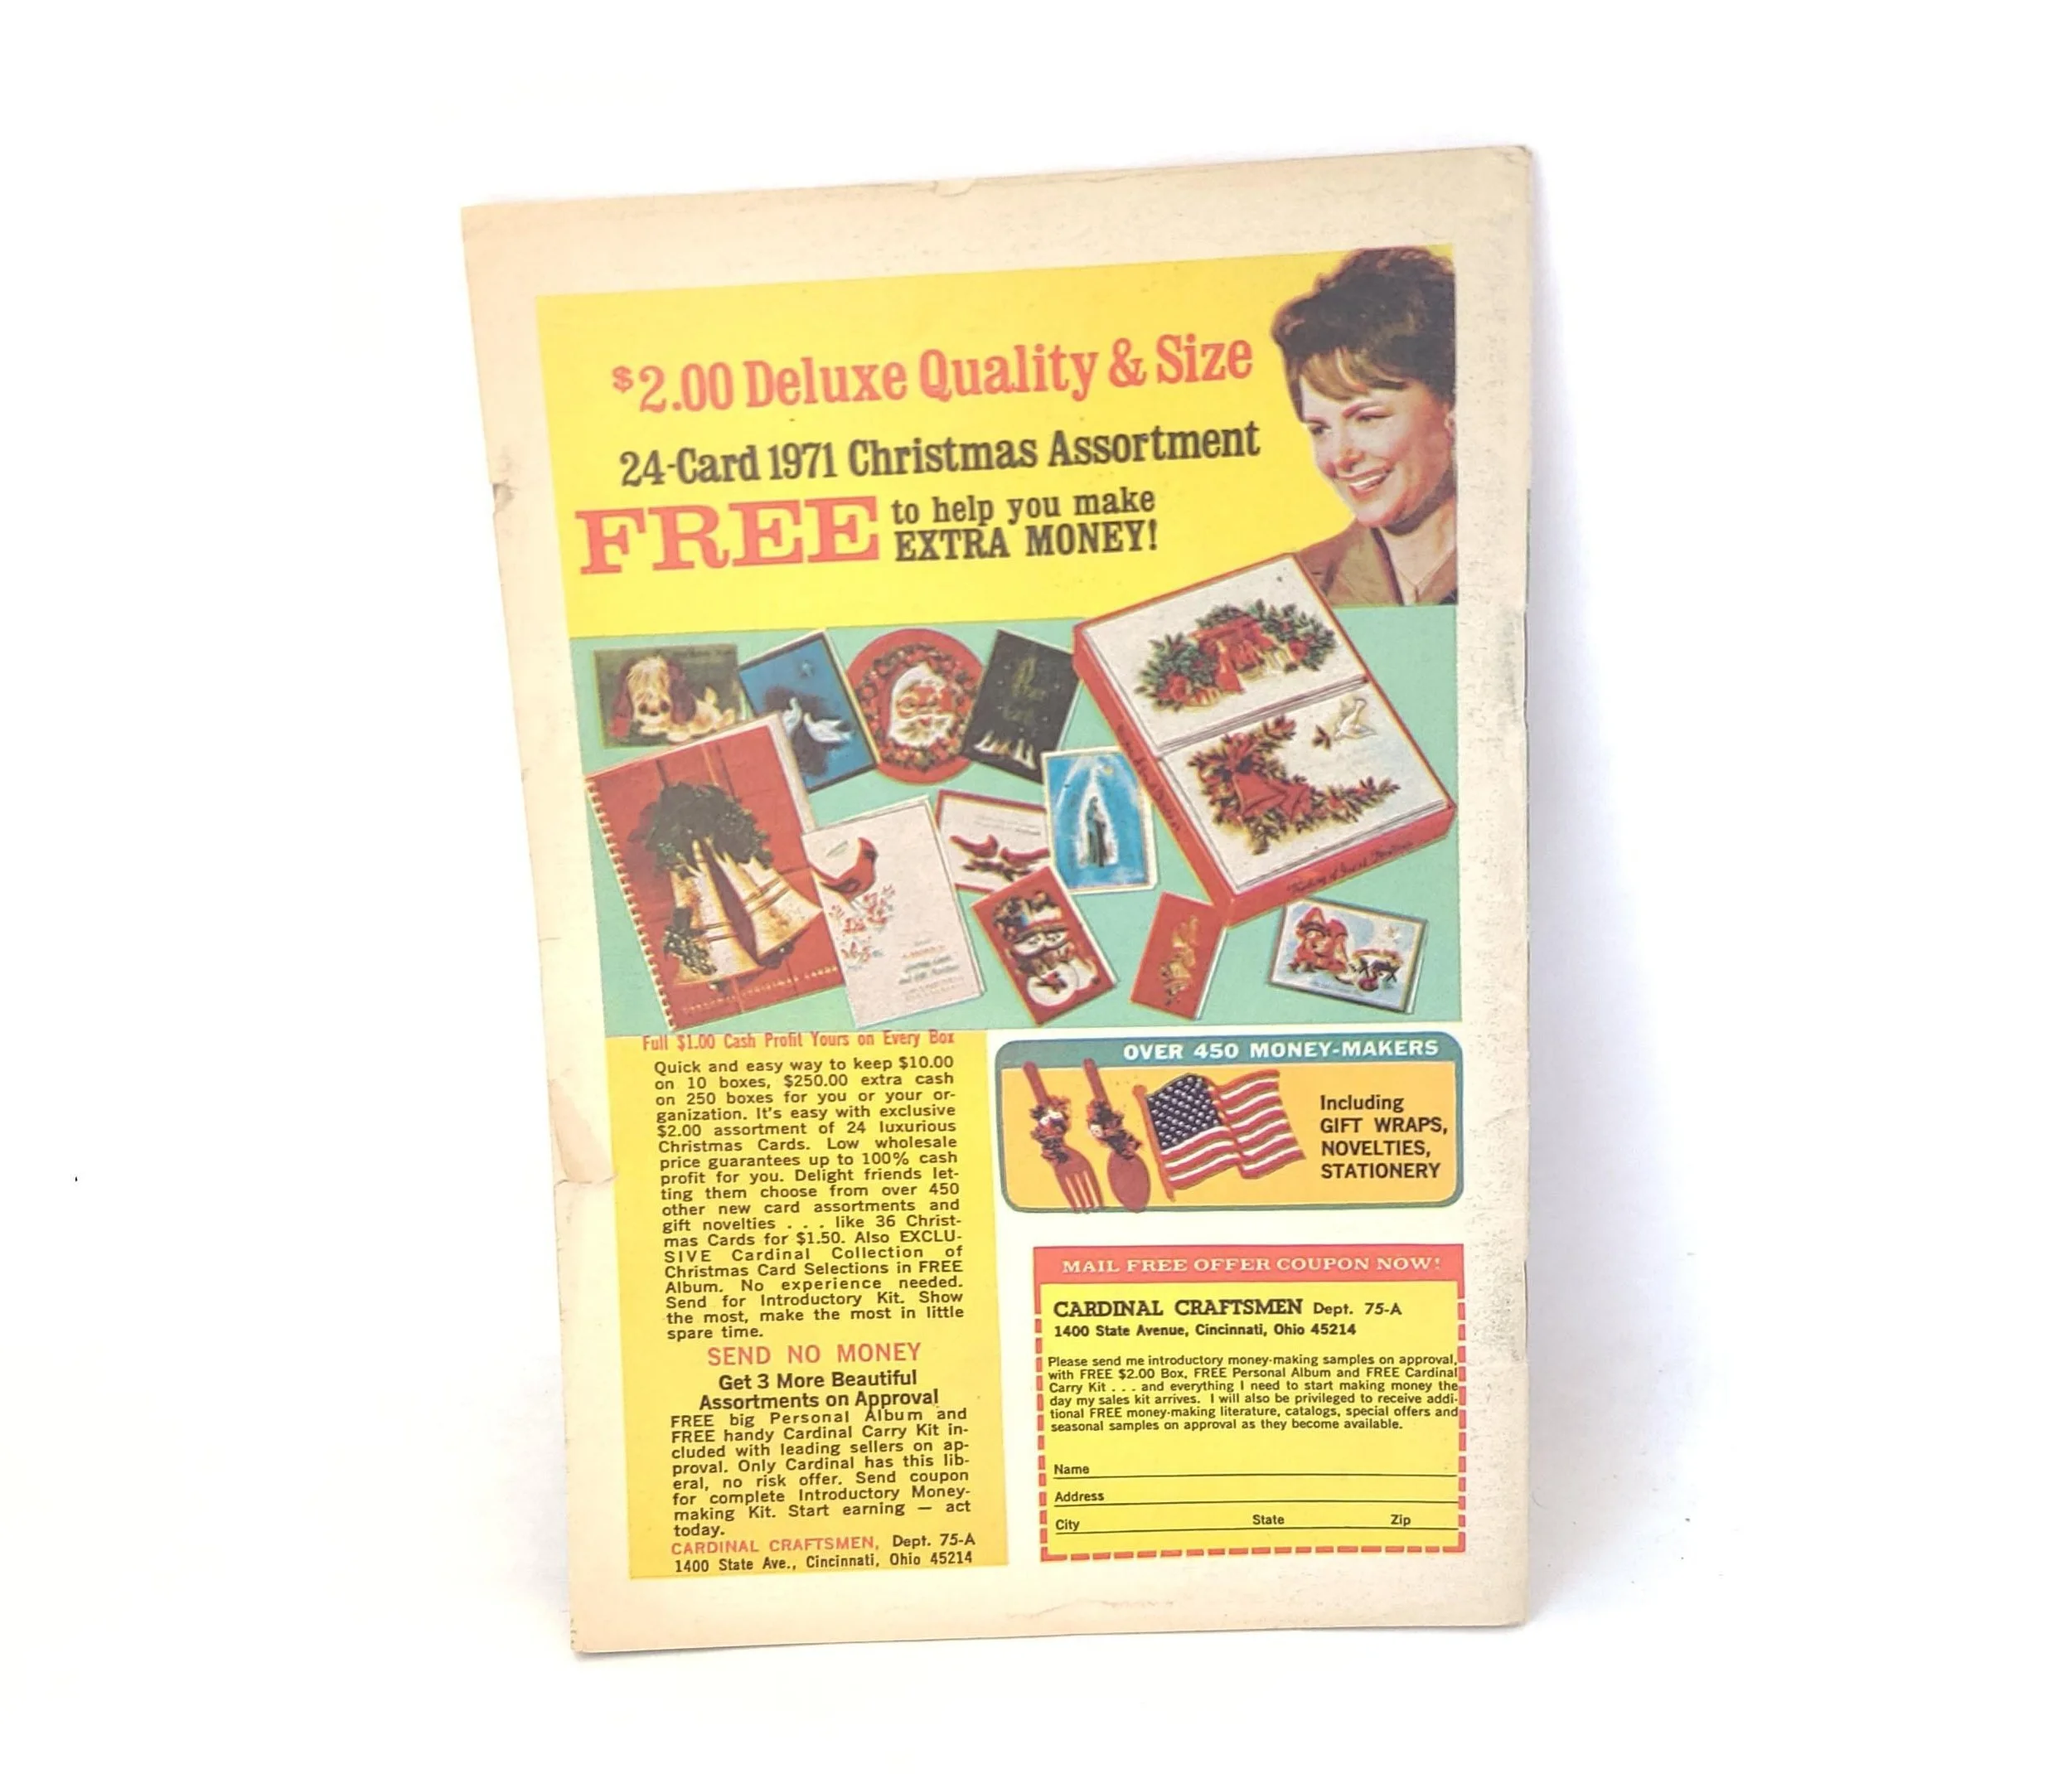 $2.00 Deluxe Quality & Size
24-Card 1971 Christmas Assortment
FREE to help you make
EXTRA MONEY!
Full $1.00 Cash Profit Yours on Every Box
Quick and easy way to keep $10.00
on 10 boxes, $250.00 extra cash
on 250 boxes for you or your or-
ganization. It's easy with exclusive
$2.00 assortment of 24 luxurious
Christmas Cards. Low wholesale
price guarantees up to 100% cash
profit for you. Delight friends let-
ting them choose from over 450
other new card assortments and
gift novelties . . . like 36 Christ-
mas Cards for $1.50. Also EXCLU-
SIVE Cardinal Collection of
Christmas Card Selections in FREE
Album. No experience needed.
Send for Introductory Kit. Show
the most, make the most in little
spare time.
SEND NO MONEY
Get 3 More Beautiful
Assortments on Approval
FREE big Personal Album and
FREE handy Cardinal Carry Kit in-
cluded with leading sellers on ap-
proval. Only Cardinal has this lib-
eral, no risk offer. Send coupon
for complete Introductory Money-
making Kit. Start earning — act
today.
CARDINAL CRAFTSMEN, Dept. 75-A
1400 State Ave., Cincinnati, Ohio 45214
OVER 450 MONEY-MAKERS
Including
GIFT WRAPS,
NOVELTIES,
STATIONERY
MAIL FREE OFFER COUPON NOW!
CARDINAL CRAFTSMEN Dept. 75-A
1400 State Avenue, Cincinnati, Ohio 45214
Please send me introductory money-making samples on approval,
with FREE $2.00 Box, FREE Personal Album and FREE Cardinal
Carry Kit . . . and everything I need to start making money the
day my sales kit arrives. I will also be privileged to receive addi-
tional FREE money-making literature, catalogs, special offers and
seasonal samples on approval as they become available.
Name
Address
City State Zip